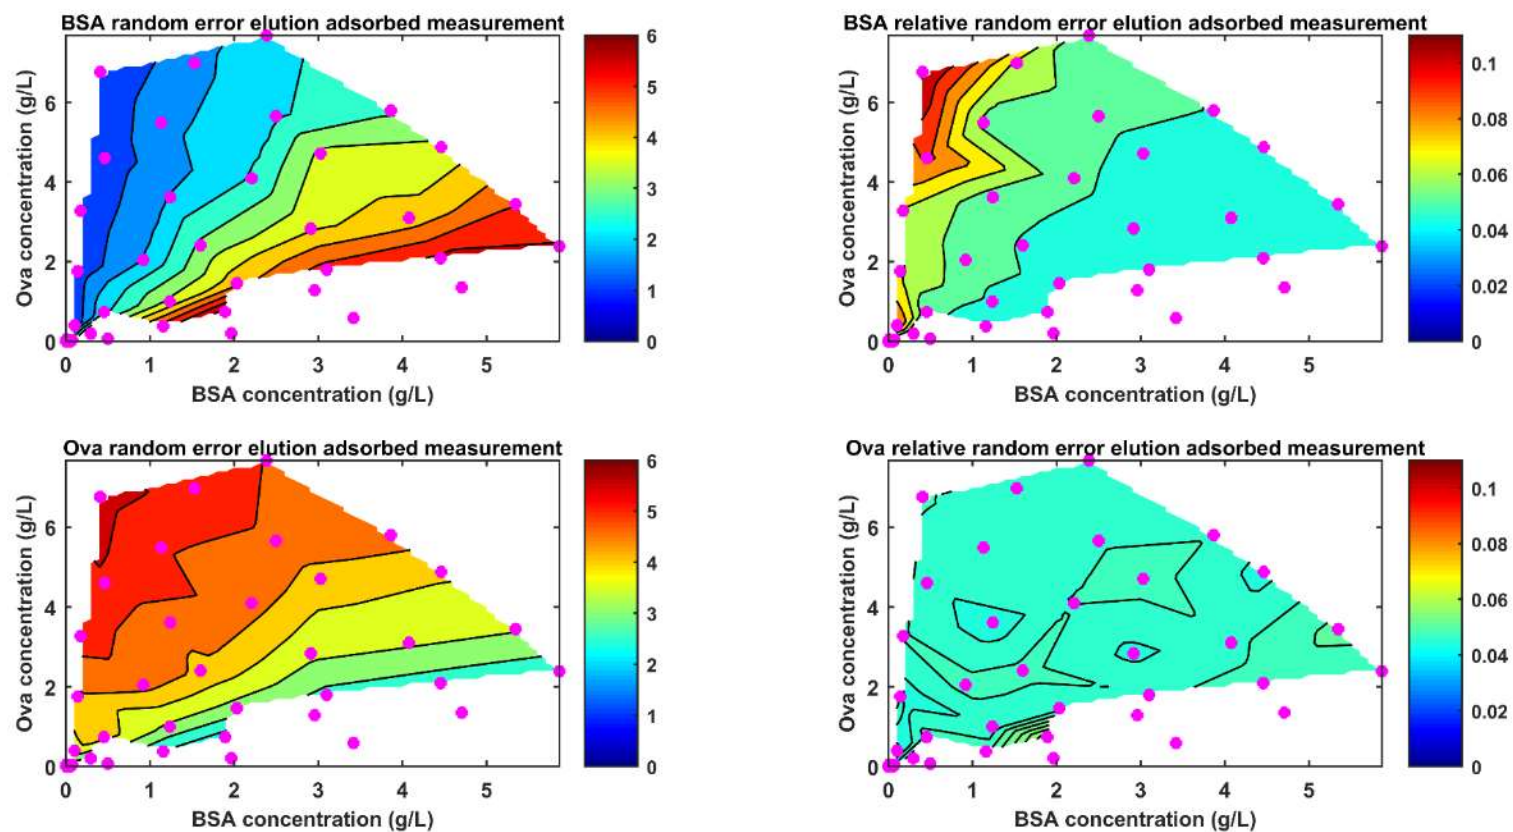 BSA random error elution adsorbed measurement
Ova concentration (g/L)
6
4
2
0
0 1 2 3 4 5
BSA concentration (g/L)
6
5
4
3
2
1
0
BSA relative random error elution adsorbed measurement
Ova concentration (g/L)
6
4
2
0
0 1 2 3 4 5
BSA concentration (g/L)
0.1
0.08
0.06
0.04
0.02
0
Ova random error elution adsorbed measurement
Ova concentration (g/L)
6
4
2
0
0 1 2 3 4 5
BSA concentration (g/L)
6
5
4
3
2
1
0
Ova relative random error elution adsorbed measurement
Ova concentration (g/L)
6
4
2
0
0 1 2 3 4 5
BSA concentration (g/L)
0.1
0.08
0.06
0.04
0.02
0